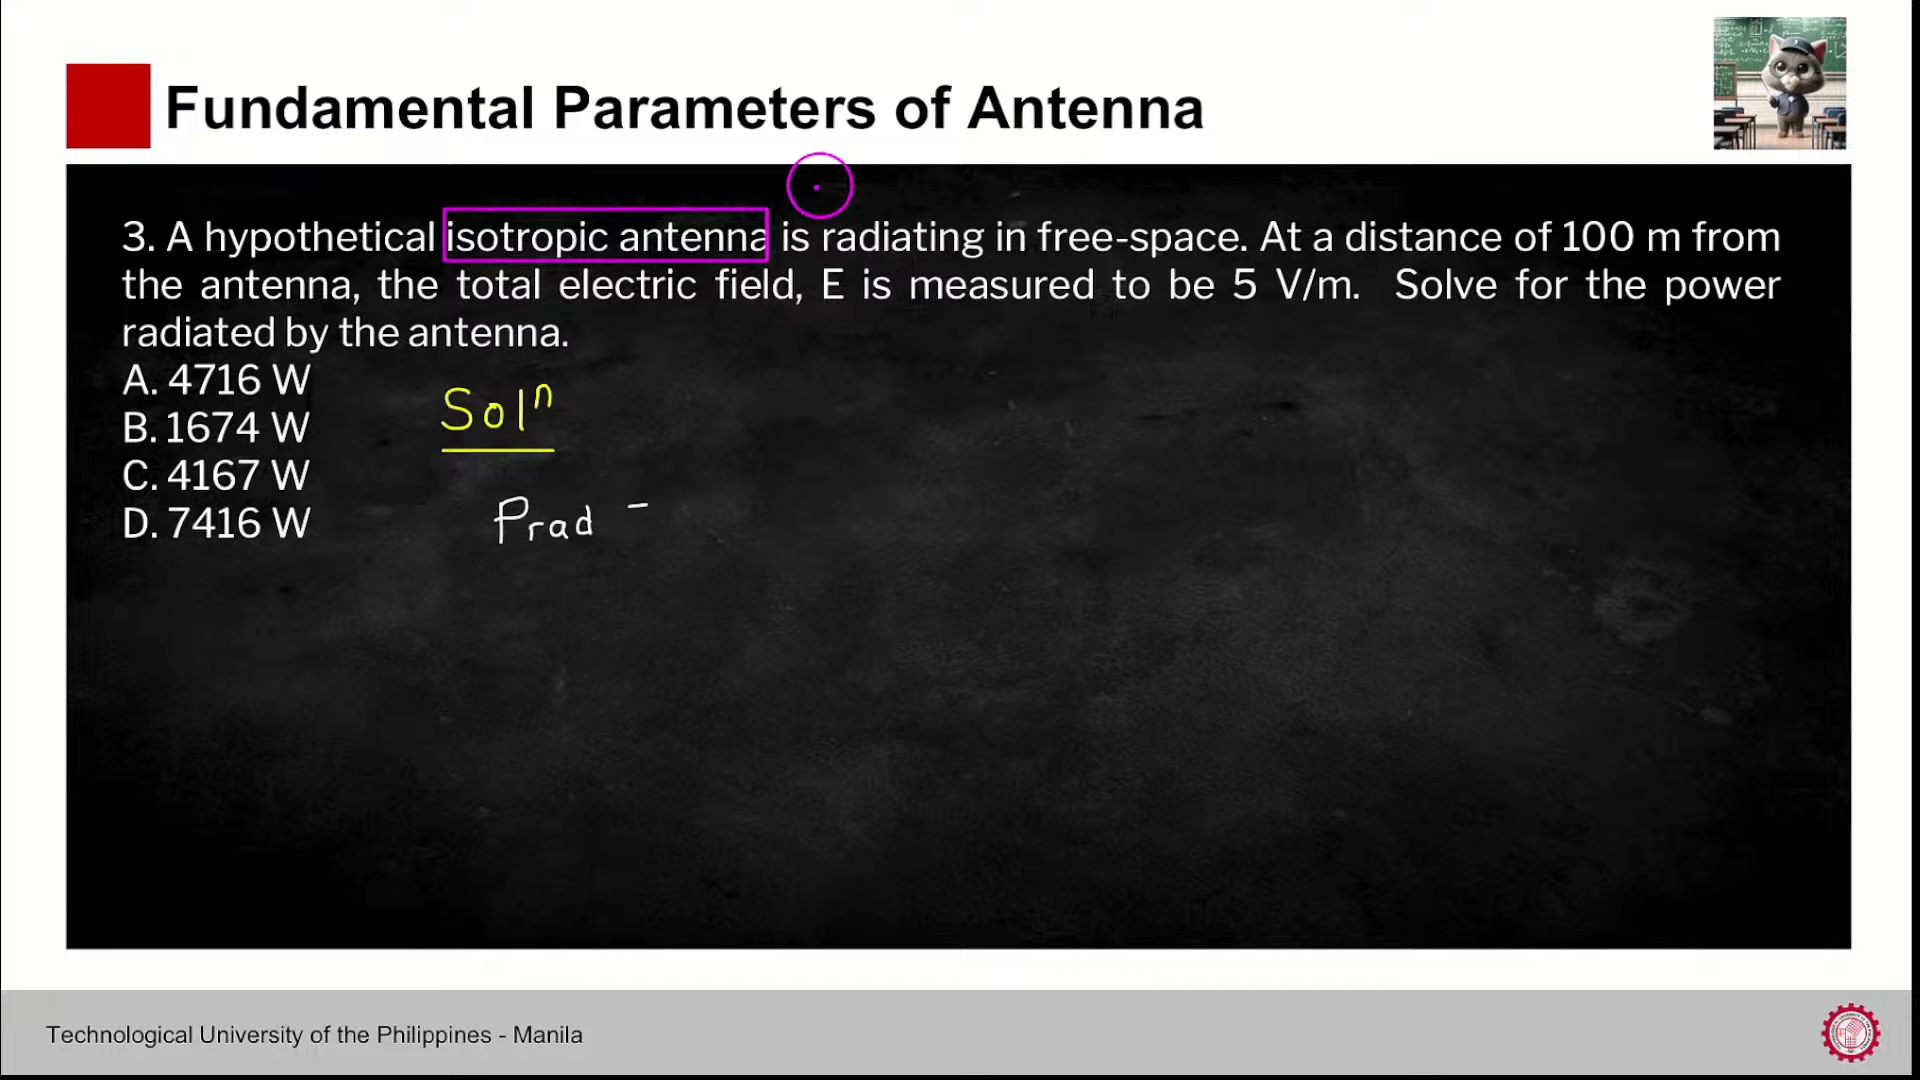 Fundamental Parameters of Antenna
3. A hypothetical isotropic antenna is radiating in free-space. At a distance of 100 m from
the antenna, the total electric field, E is measured to be 5 V/m. Solve for the power
radiated by the antenna.
A. 4716 W
B. 1674 W
C. 4167 W
D. 7416 W
Solⁿ
Prad -
Technological University of the Philippines - Manila